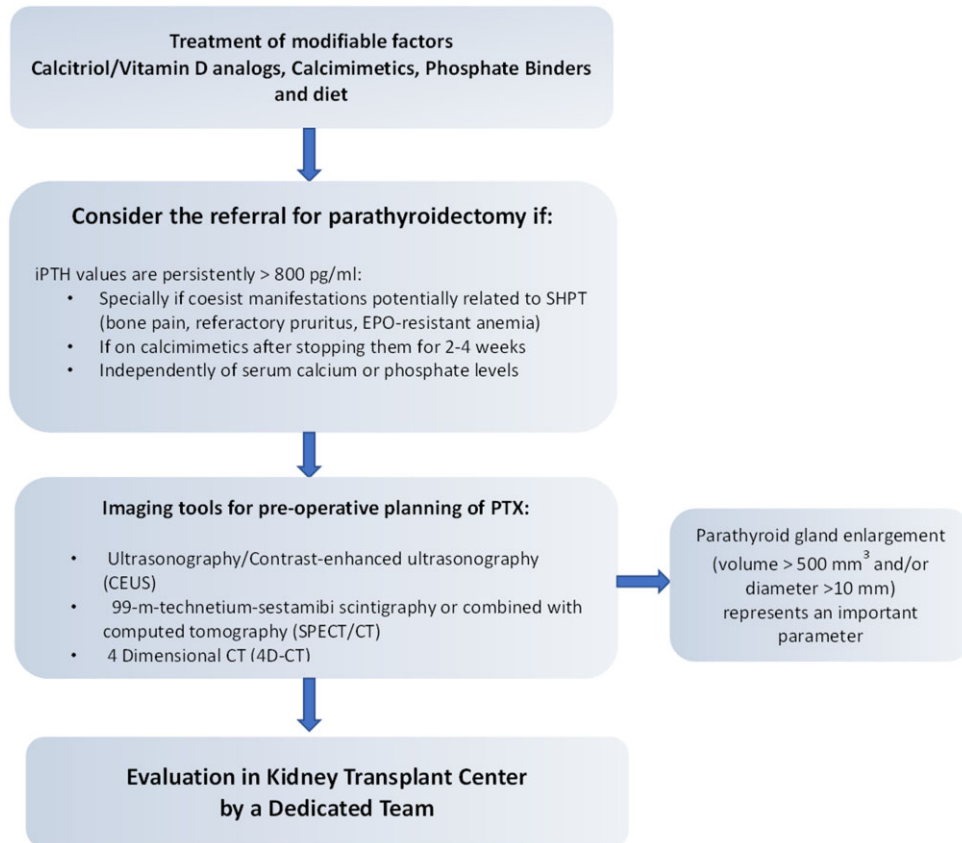 Treatment of modifiable factors
Calcitriol/Vitamin D analogs, Calcimimetics, Phosphate Binders
and diet
Consider the referral for parathyroidectomy if:
iPTH values are persistently > 800 pg/ml:
• Specially if coesist manifestations potentially related to SHPT
(bone pain, referactory pruritus, EPO-resistant anemia)
• If on calcimimetics after stopping them for 2-4 weeks
• Independently of serum calcium or phosphate levels
Imaging tools for pre-operative planning of PTX:
• Ultrasonography/Contrast-enhanced ultrasonography
(CEUS)
• 99-m-technetium-sestamibi scintigraphy or combined with
computed tomography (SPECT/CT)
• 4 Dimensional CT (4D-CT)
Parathyroid gland enlargement
(volume > 500 mm³ and/or
diameter >10 mm)
represents an important
parameter
Evaluation in Kidney Transplant Center
by a Dedicated Team